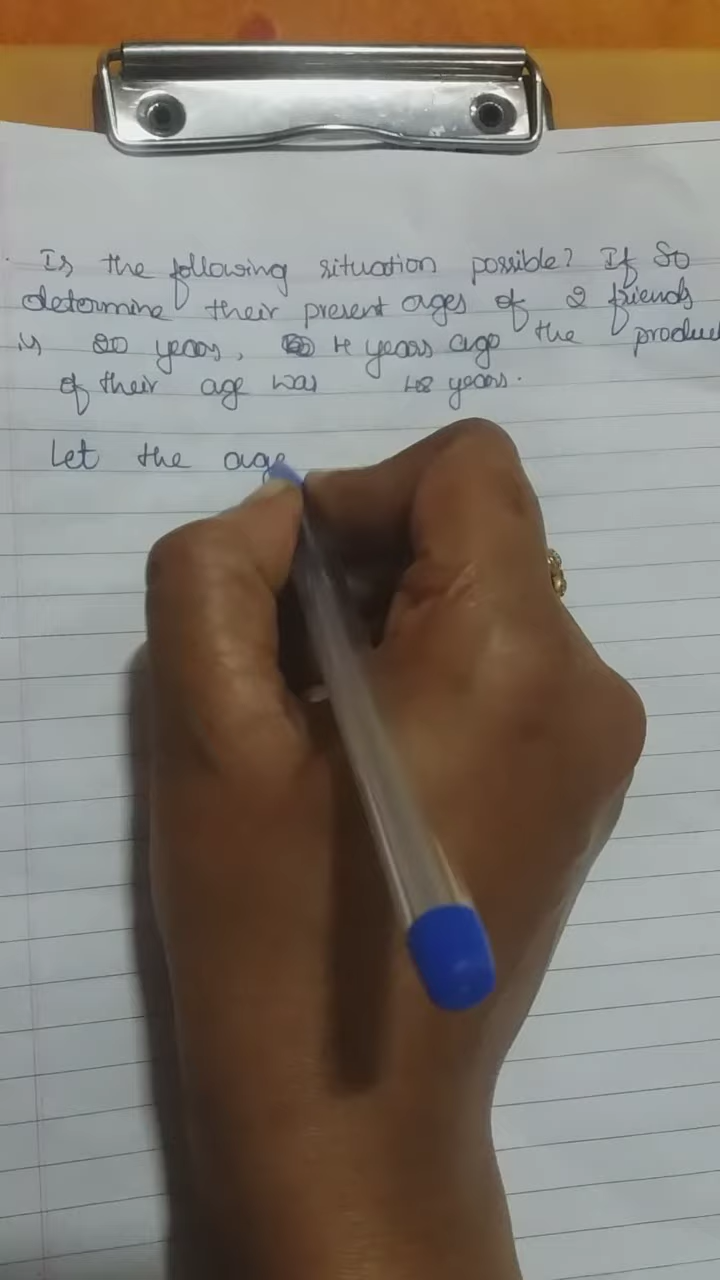 Is the following situation possible? If So
determine their present ages of 2 friends
is 20 years, 4 years ago the produc
of their age was 48 years.
Let the age